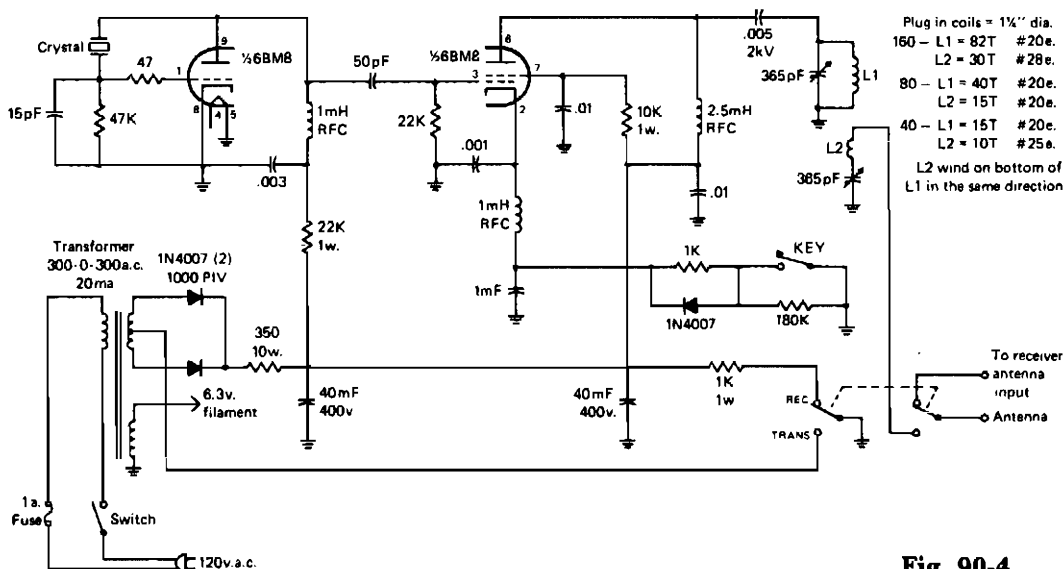 Crystal
15pF
47
47K
1
9
½6BM8
8
4
5
.003
1mH
RFC
22K
1w.
50pF
22K
.001
½6BM8
6
3
7
2
.01
10K
1w.
2.5mH
RFC
.01
.005
2kV
365pF
L1
L2
365pF
Plug in coils = 1¼" dia.
160 - L1 = 82T #20e.
L2 = 30T #28e.
80 - L1 = 40T #20e.
L2 = 15T #20e.
40 - L1 = 15T #20e.
L2 = 10T #25e.
L2 wind on bottom of
L1 in the same direction
1mH
RFC
1mF
1K
1N4007
KEY
180K
Transformer
300-0-300a.c.
20ma
1N4007 (2)
1000 PIV
350
10w.
6.3v.
filament
40mF
400v
40mF
400v.
1K
1w
REC
TRANS
To receiver
antenna
input
Antenna
1a.
Fuse
Switch
120v.a.c.
Fig. 90-4